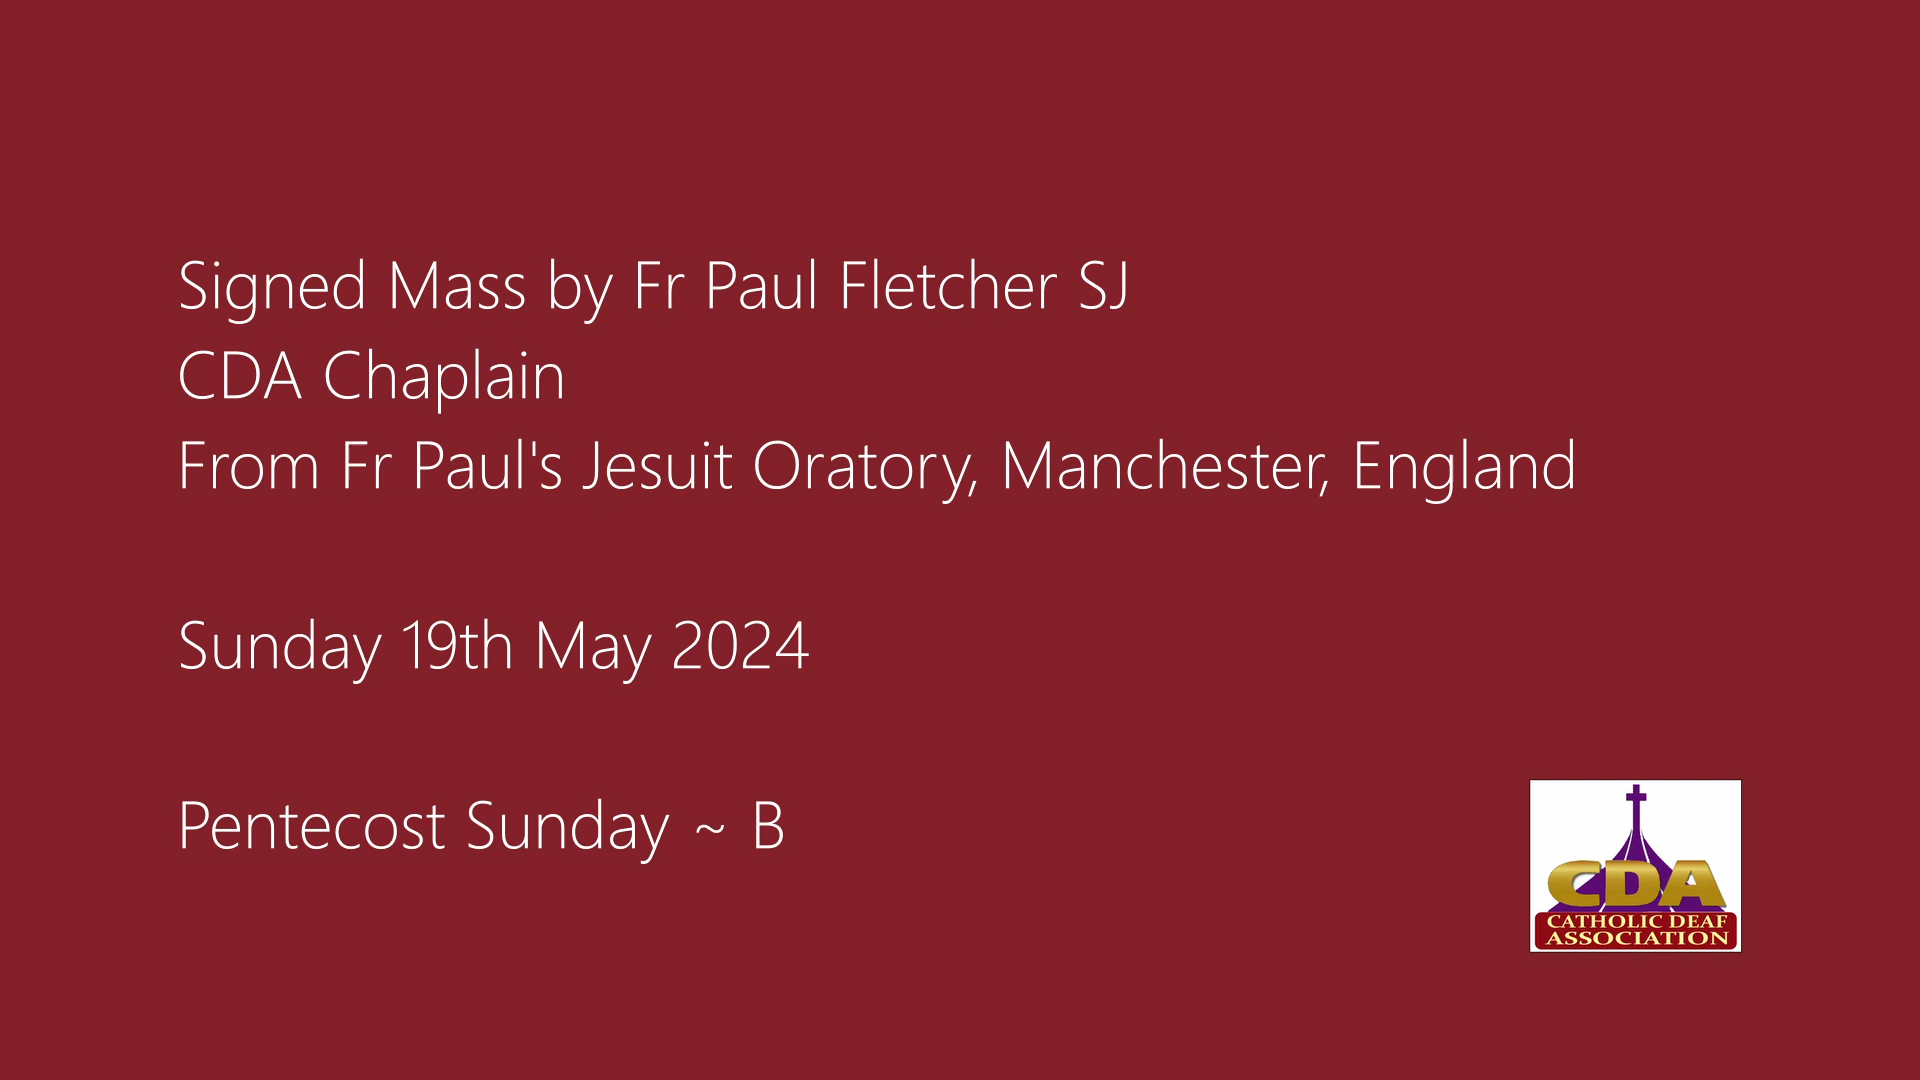 Signed Mass by Fr Paul Fletcher SJ
CDA Chaplain
From Fr Paul's Jesuit Oratory, Manchester, England
Sunday 19th May 2024
Pentecost Sunday ~ B
CDA
CATHOLIC DEAF
ASSOCIATION